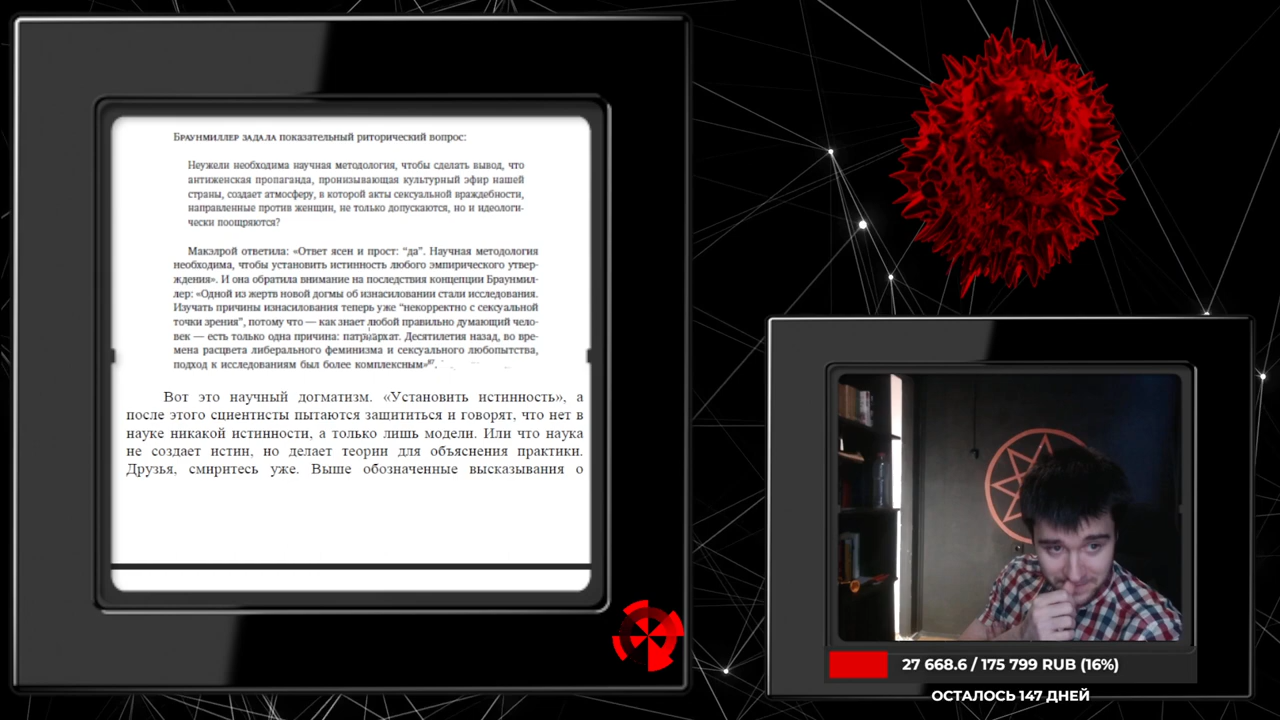 Браунмиллер задала показательный риторический вопрос:
Неужели необходима научная методология, чтобы сделать вывод, что
антиженская пропаганда, пронизывающая культурный эфир нашей
страны, создает атмосферу, в которой акты сексуальной враждебности,
направленные против женщин, не только допускаются, но и идеологи-
чески поощряются?
Макэлрой ответила: «Ответ ясен и прост: “да”. Научная методология
необходима, чтобы установить истинность любого эмпирического утвер-
ждения». И она обратила внимание на последствия концепции Браунмил-
лер: «Одной из жертв новой догмы об изнасиловании стали исследования.
Изучать причины изнасилования теперь уже “некорректно с сексуальной
точки зрения”, потому что — как знает любой правильно думающий чело-
век — есть только одна причина: патриархат. Десятилетия назад, во вре-
мена расцвета либерального феминизма и сексуального любопытства,
подход к исследованиям был более комплексным»⁸⁷.
Вот это научный догматизм. «Установить истинность», а
после этого сциентисты пытаются защититься и говорят, что нет в
науке никакой истинности, а только лишь модели. Или что наука
не создает истин, но делает теории для объяснения практики.
Друзья, смиритесь уже. Выше обозначенные высказывания о
27 668.6 / 175 799 RUB (16%)
ОСТАЛОСЬ 147 ДНЕЙ